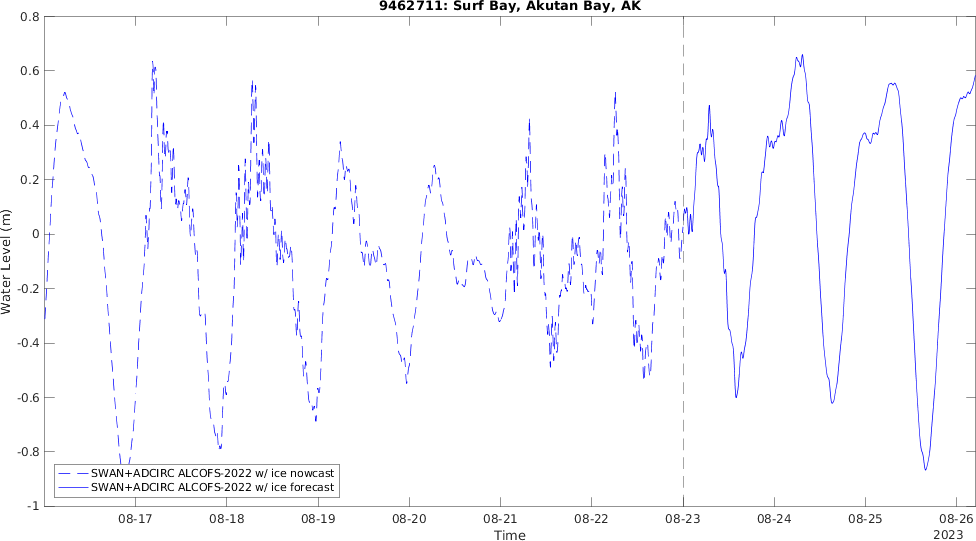 9462711: Surf Bay, Akutan Bay, AK
0.8
0.6
0.4
0.2
0
-0.2
-0.4
-0.6
-0.8
-1
Water Level (m)
SWAN+ADCIRC ALCOFS-2022 w/ ice nowcast
SWAN+ADCIRC ALCOFS-2022 w/ ice forecast
08-17 08-18 08-19 08-20 08-21 08-22 08-23 08-24 08-25 08-26
2023
Time